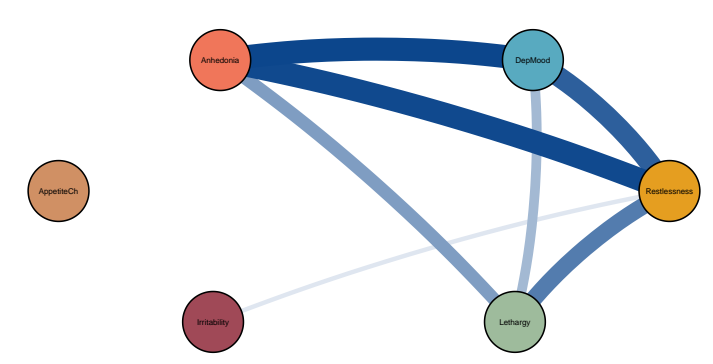 Anhedonia
DepMood
AppetiteCh
Restlessness
Irritability
Lethargy